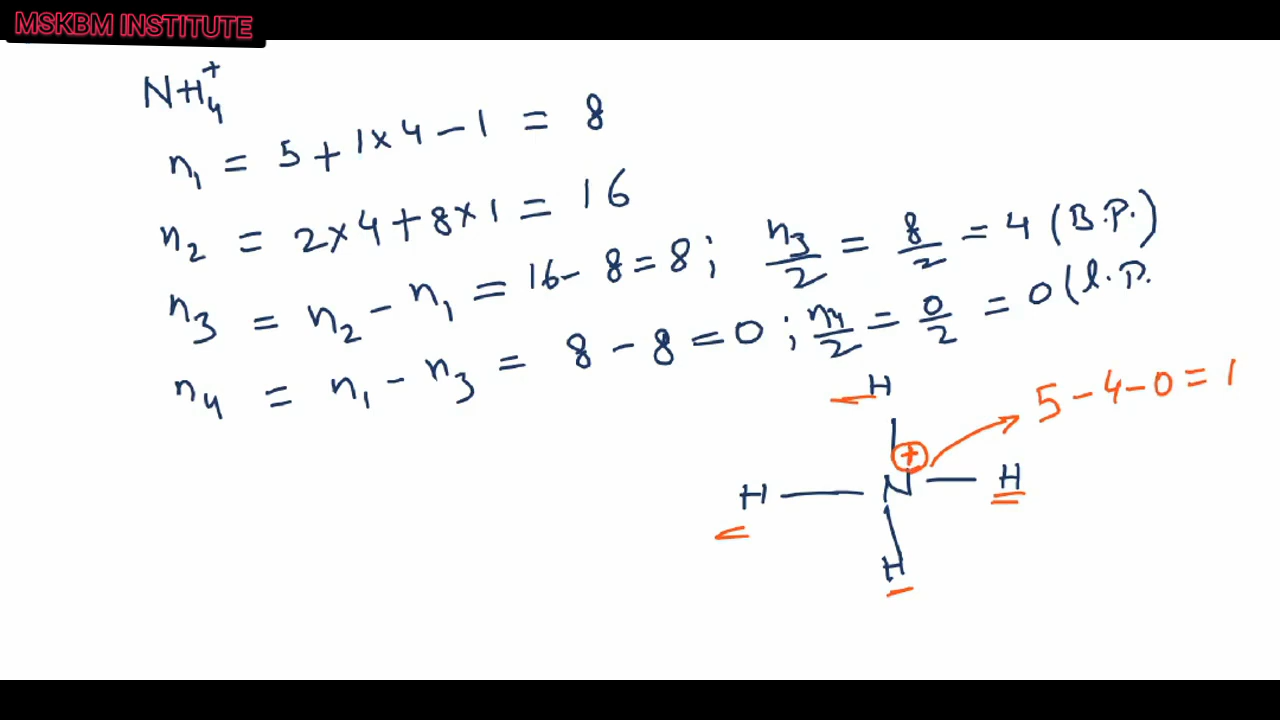 MSKBM INSTITUTE
NH₄⁺
n₁ = 5 + 1×4 − 1 = 8
n₂ = 2×4 + 8×1 = 16
n₃ = n₂ − n₁ = 16 − 8 = 8 ; n₃/2 = 8/2 = 4 (B.P.)
n₄ = n₁ − n₃ = 8 − 8 = 0 ; n₄/2 = 0/2 = 0 (l.P.
H
5 − 4 − 0 = 1
+
H N H
H